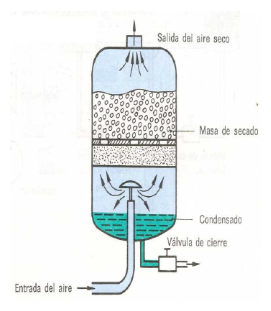 Salida del aire seco
Masa de secado
Condensado
Válvula de cierre
Entrada del aire